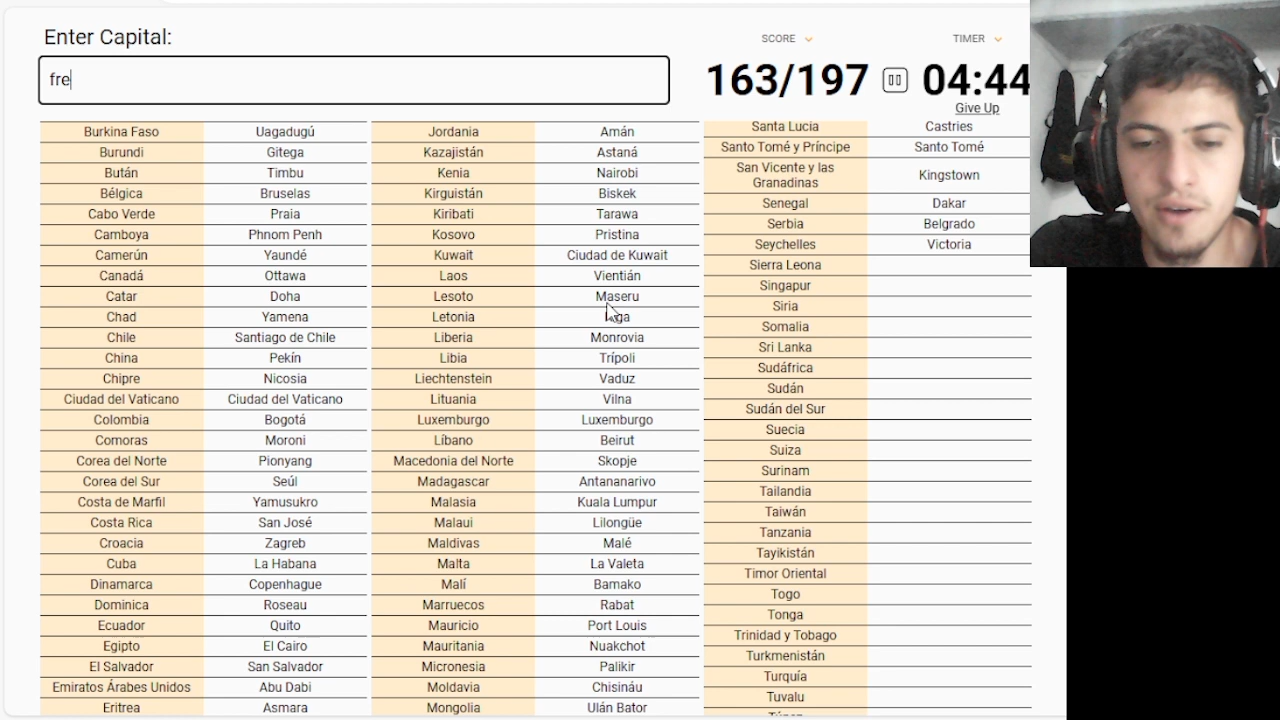 Enter Capital:
SCORE
TIMER
fre
163/197
04:44
Give Up
Burkina Faso Uagadugú
Burundi Gitega
Bután Timbu
Bélgica Bruselas
Cabo Verde Praia
Camboya Phnom Penh
Camerún Yaundé
Canadá Ottawa
Catar Doha
Chad Yamena
Chile Santiago de Chile
China Pekín
Chipre Nicosia
Ciudad del Vaticano Ciudad del Vaticano
Colombia Bogotá
Comoras Moroni
Corea del Norte Pionyang
Corea del Sur Seúl
Costa de Marfil Yamusukro
Costa Rica San José
Croacia Zagreb
Cuba La Habana
Dinamarca Copenhague
Dominica Roseau
Ecuador Quito
Egipto El Cairo
El Salvador San Salvador
Emiratos Árabes Unidos Abu Dabi
Eritrea Asmara
Jordania Amán
Kazajistán Astaná
Kenia Nairobi
Kirguistán Biskek
Kiribati Tarawa
Kosovo Pristina
Kuwait Ciudad de Kuwait
Laos Vientián
Lesoto Maseru
Letonia
Liberia Monrovia
Libia Trípoli
Liechtenstein Vaduz
Lituania Vilna
Luxemburgo Luxemburgo
Líbano Beirut
Macedonia del Norte Skopje
Madagascar Antananarivo
Malasia Kuala Lumpur
Malaui Lilongüe
Maldivas Malé
Malta La Valeta
Malí Bamako
Marruecos Rabat
Mauricio Port Louis
Mauritania Nuakchot
Micronesia Palikir
Moldavia Chisináu
Mongolia Ulán Bator
Santa Lucia Castries
Santo Tomé y Príncipe Santo Tomé
San Vicente y las
Granadinas Kingstown
Senegal Dakar
Serbia Belgrado
Seychelles Victoria
Sierra Leona
Singapur
Siria
Somalia
Sri Lanka
Sudáfrica
Sudán
Sudán del Sur
Suecia
Suiza
Surinam
Tailandia
Taiwán
Tanzania
Tayikistán
Timor Oriental
Togo
Tonga
Trinidad y Tobago
Turkmenistán
Turquía
Tuvalu